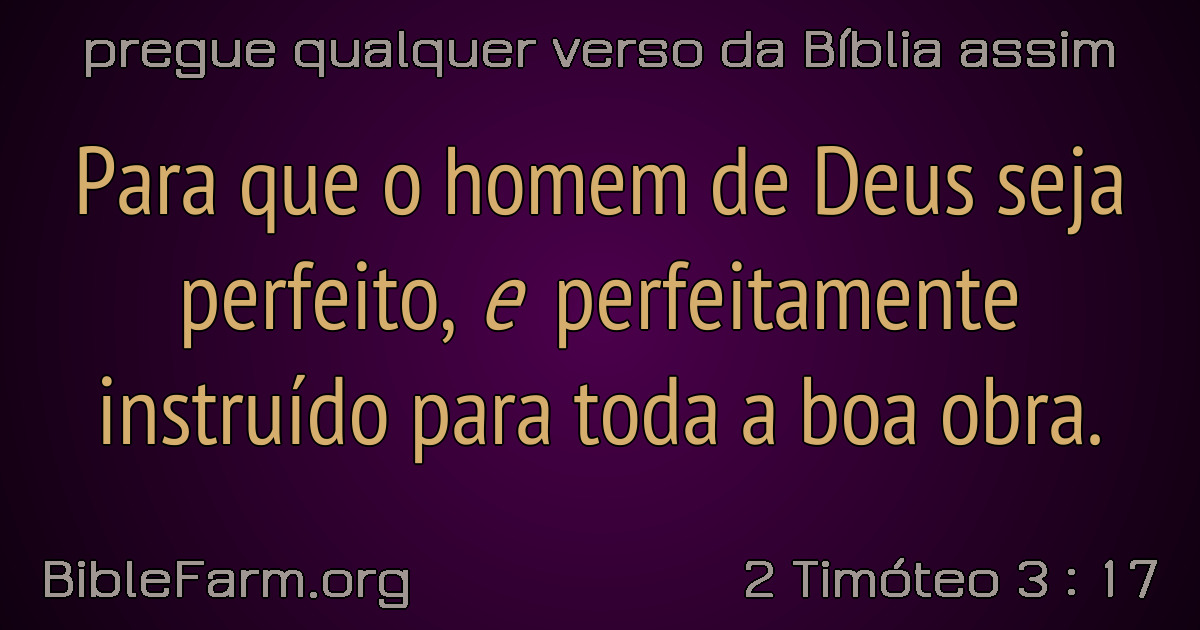 pregue qualquer verso da Bíblia assim
Para que o homem de Deus seja
perfeito, e perfeitamente
instruído para toda a boa obra.
BibleFarm.org
2 Timóteo 3 : 17